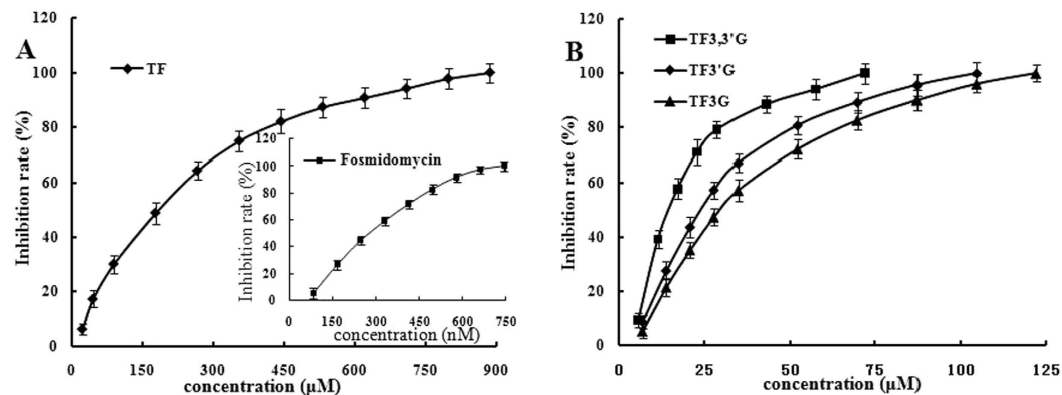 A
TF
Inhibition rate (%)
120
100
80
60
40
20
0
0 150 300 450 600 750 900
concentration (μM)
Fosmidomycin
Inhibition rate (%)
120
100
80
60
40
20
0
0 150 300 450 600 750
concentration (nM)
B
TF3,3'G
TF3'G
TF3G
Inhibition rate (%)
120
100
80
60
40
20
0
0 25 50 75 100 125
concentration (μM)